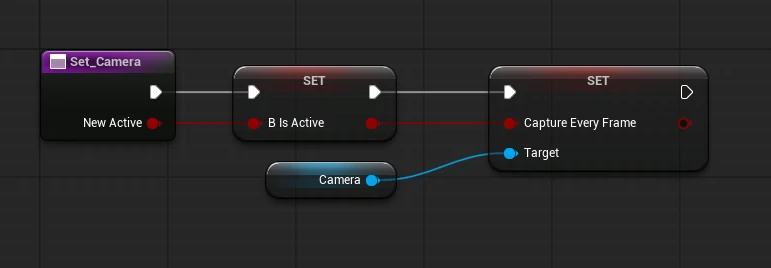 Set_Camera
New Active
SET
B Is Active
Camera
SET
Capture Every Frame
Target